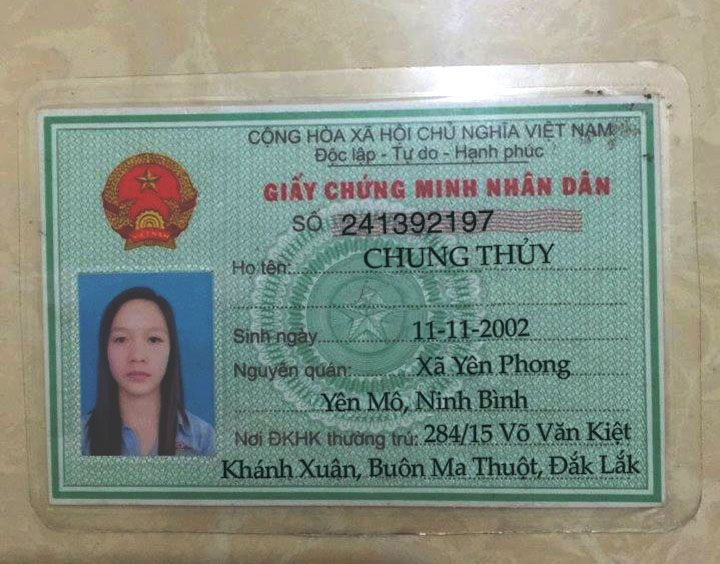 CỘNG HÒA XÃ HỘI CHỦ NGHĨA VIỆT NAM
Độc lập - Tự do - Hạnh phúc
GIẤY CHỨNG MINH NHÂN DÂN
SỐ 241392197
Họ tên: CHUNG THỦY
Sinh ngày 11-11-2002
Nguyên quán: Xã Yên Phong
Yên Mô, Ninh Bình
Nơi ĐKHK thường trú: 284/15 Võ Văn Kiệt
Khánh Xuân, Buôn Ma Thuột, Đắk Lắk
VIỆT NAM